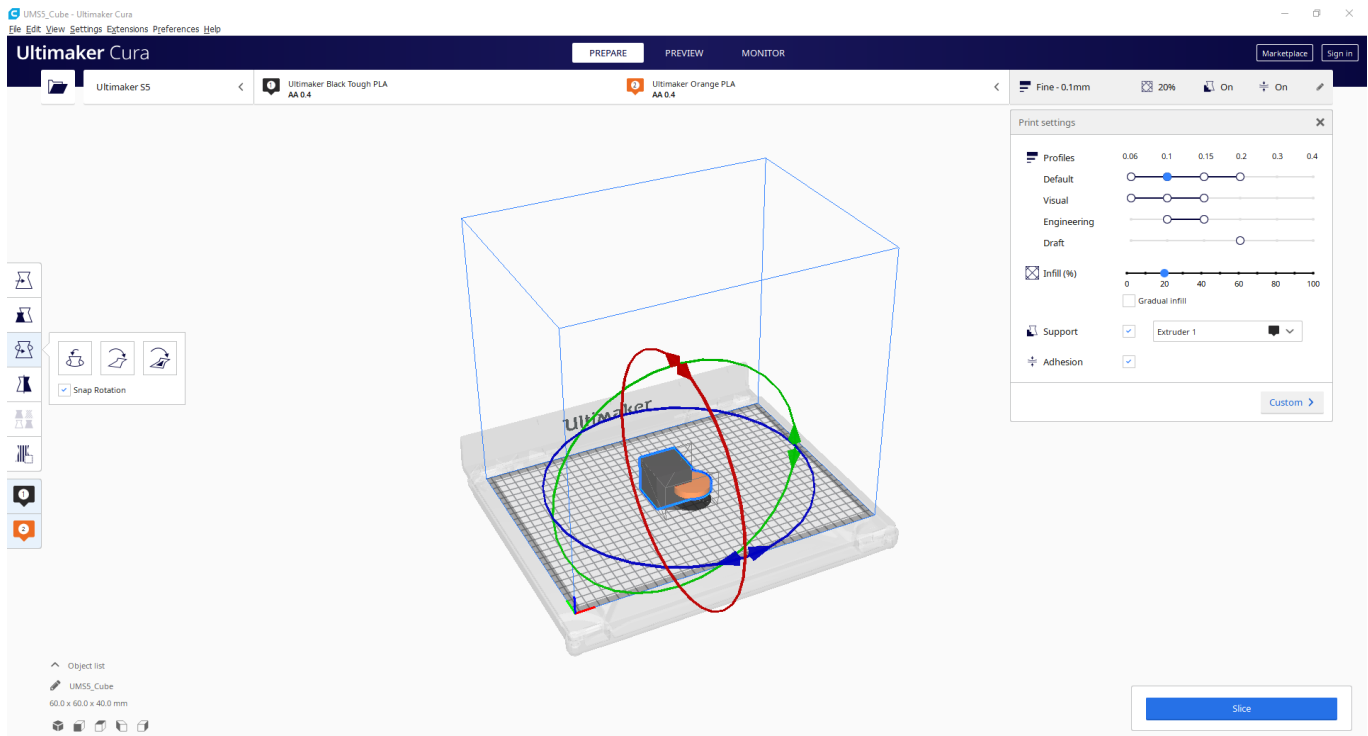 UMS5_Cube - Ultimaker Cura
File Edit View Settings Extensions Preferences Help
Ultimaker Cura
PREPARE
PREVIEW
MONITOR
Marketplace
Sign in
Ultimaker S5
1
Ultimaker Black Tough PLA
AA 0.4
2
Ultimaker Orange PLA
AA 0.4
Fine - 0.1mm
20%
On
On
Print settings
Profiles
0.06 0.1 0.15 0.2 0.3 0.4
Default
Visual
Engineering
Draft
Infill (%)
0 20 40 60 80 100
Gradual infill
Support
Extruder 1
Adhesion
Custom
Snap Rotation
Ultimaker
1
2
Object list
UMS5_Cube
60.0 x 60.0 x 40.0 mm
Slice